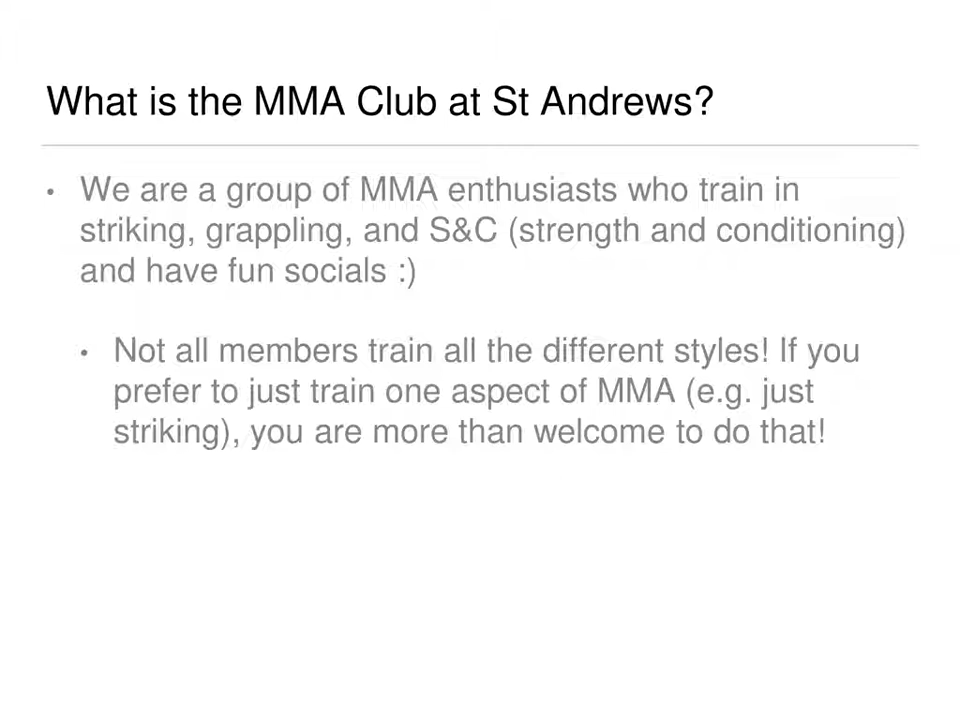 What is the MMA Club at St Andrews?
• We are a group of MMA enthusiasts who train in
striking, grappling, and S&C (strength and conditioning)
and have fun socials :)
• Not all members train all the different styles! If you
prefer to just train one aspect of MMA (e.g. just
striking), you are more than welcome to do that!